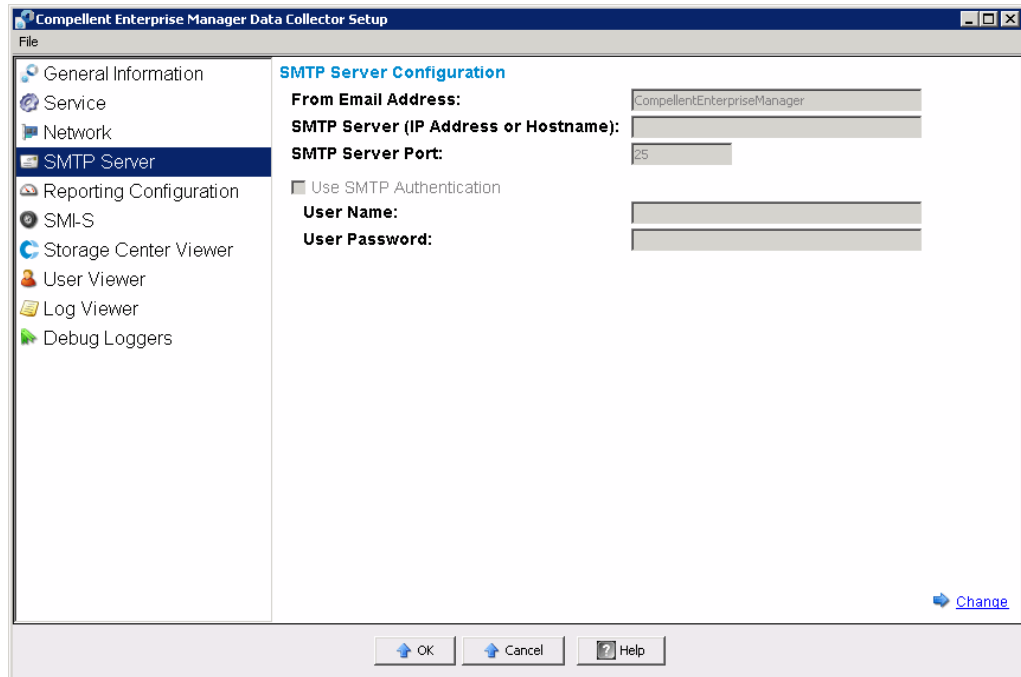 Compellent Enterprise Manager Data Collector Setup
File
General Information
Service
Network
SMTP Server
Reporting Configuration
SMI-S
Storage Center Viewer
User Viewer
Log Viewer
Debug Loggers
SMTP Server Configuration
From Email Address: CompellentEnterpriseManager
SMTP Server (IP Address or Hostname):
SMTP Server Port: 25
Use SMTP Authentication
User Name:
User Password:
Change
OK Cancel ? Help